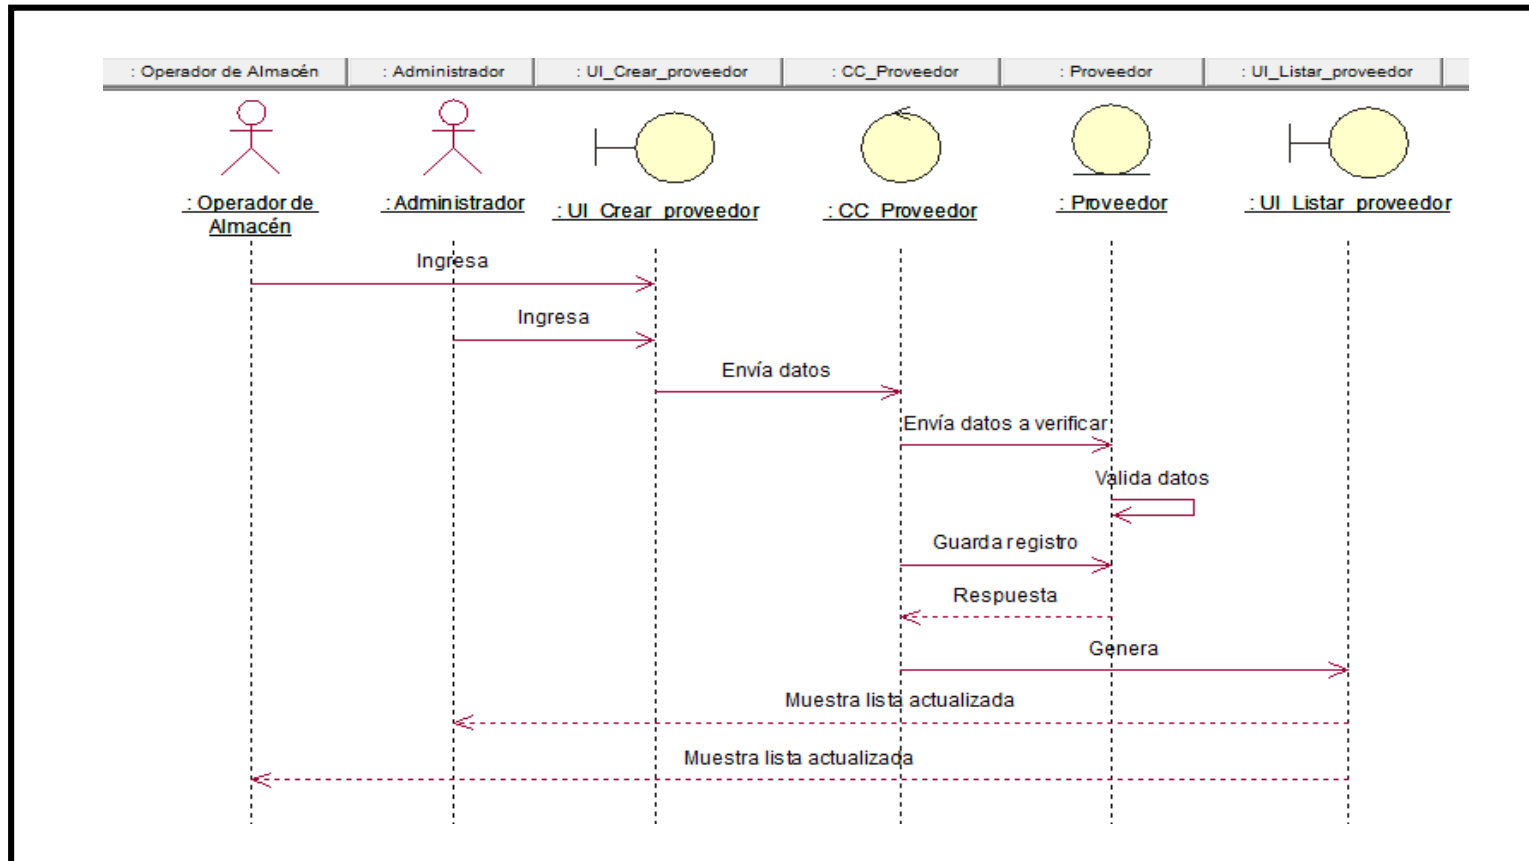 : Operador de Almacén
: Administrador
: UI_Crear_proveedor
: CC_Proveedor
: Proveedor
: UI_Listar_proveedor
: Operador de
Almacén
: Administrador
: UI_Crear_proveedor
: CC_Proveedor
: Proveedor
: UI_Listar_proveedor
Ingresa
Ingresa
Envía datos
Envía datos a verificar
Valida datos
Guarda registro
Respuesta
Genera
Muestra lista actualizada
Muestra lista actualizada